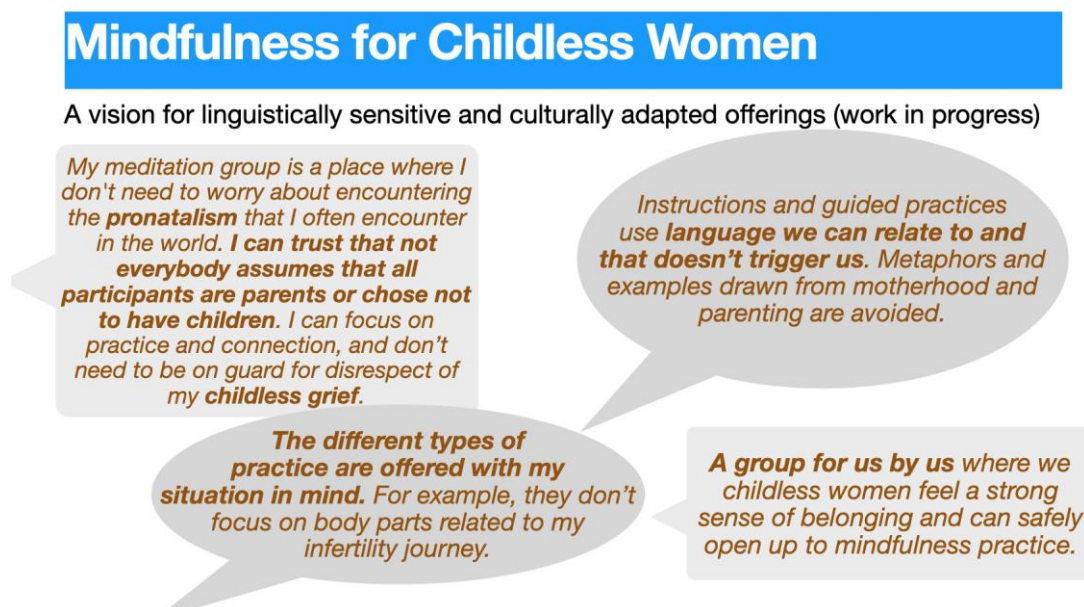 Mindfulness for Childless Women
A vision for linguistically sensitive and culturally adapted offerings (work in progress)
My meditation group is a place where I
don't need to worry about encountering
the pronatalism that I often encounter
in the world. I can trust that not
everybody assumes that all
participants are parents or chose not
to have children. I can focus on
practice and connection, and don’t
need to be on guard for disrespect of
my childless grief.
Instructions and guided practices
use language we can relate to and
that doesn’t trigger us. Metaphors and
examples drawn from motherhood and
parenting are avoided.
The different types of
practice are offered with my
situation in mind. For example, they don’t
focus on body parts related to my
infertility journey.
A group for us by us where we
childless women feel a strong
sense of belonging and can safely
open up to mindfulness practice.